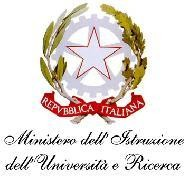 REPVBBLICA ITALIANA
Ministero dell'Istruzione
dell'Università e Ricerca